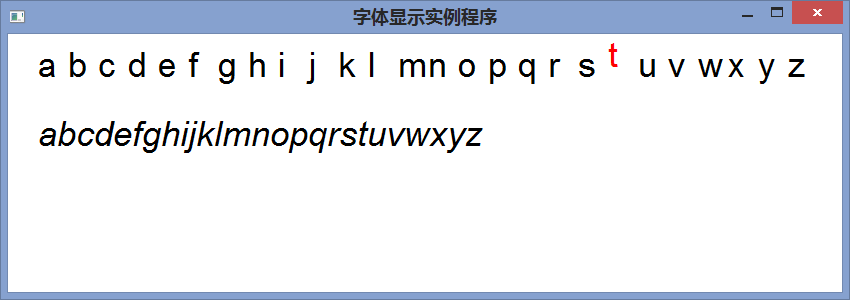 字体显示实例程序
a b c d e f g h i j k l mn o p q r s t u v w x y z
abcdefghijklmnopqrstuvwxyz